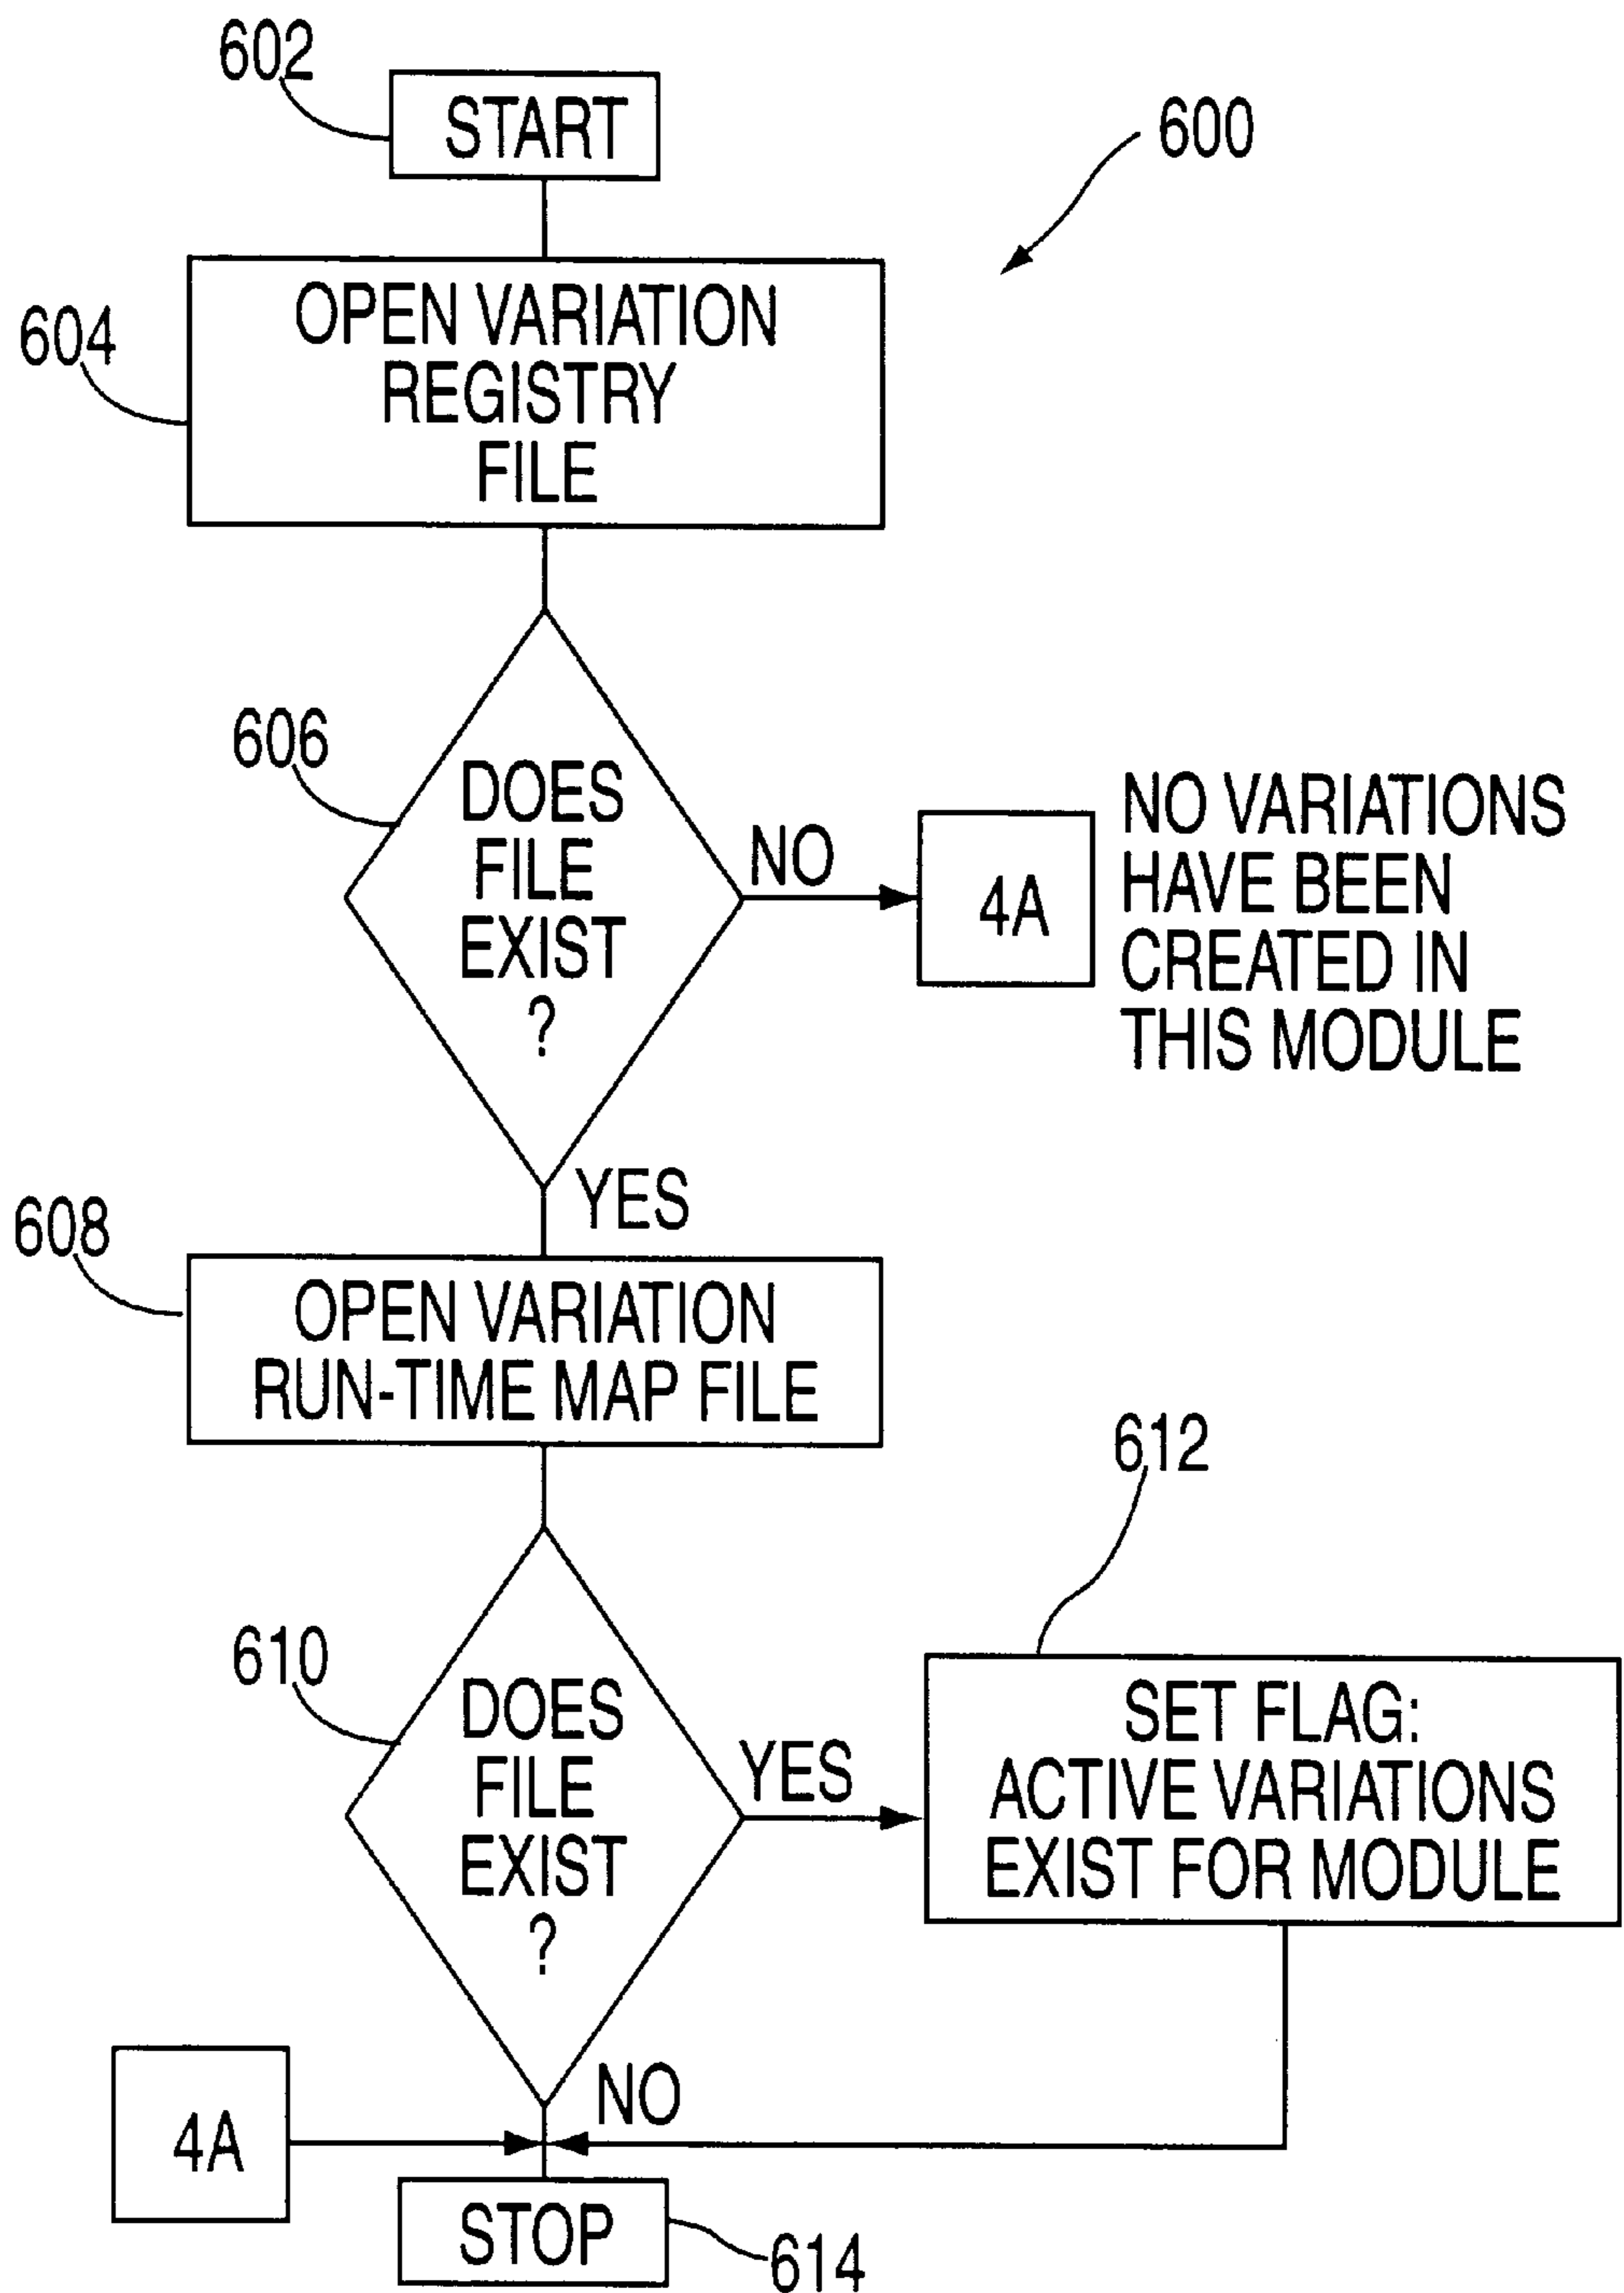 602
START
600
604
OPEN VARIATION
REGISTRY
FILE
606
DOES
FILE
EXIST
?
NO
4A
NO VARIATIONS
HAVE BEEN
CREATED IN
THIS MODULE
YES
608
OPEN VARIATION
RUN-TIME MAP FILE
610
DOES
FILE
EXIST
?
YES
612
SET FLAG:
ACTIVE VARIATIONS
EXIST FOR MODULE
NO
4A
STOP
614